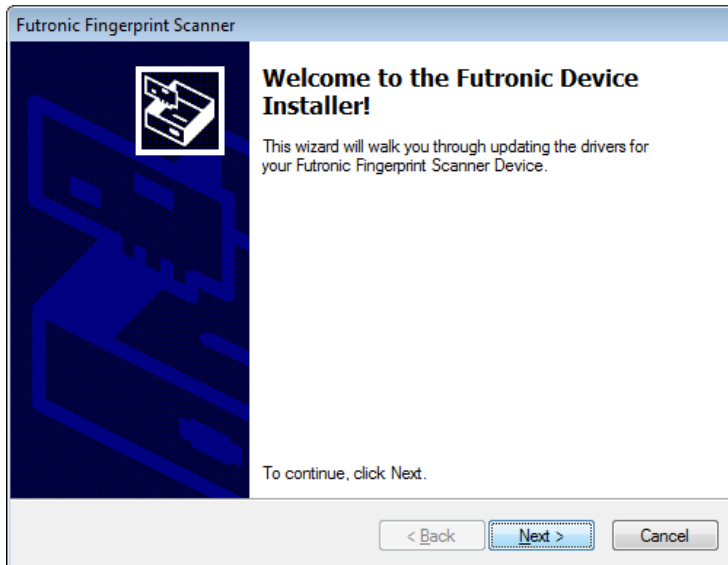 Futronic Fingerprint Scanner
Welcome to the Futronic Device
Installer!
This wizard will walk you through updating the drivers for
your Futronic Fingerprint Scanner Device.
To continue, click Next.
< Back Next > Cancel